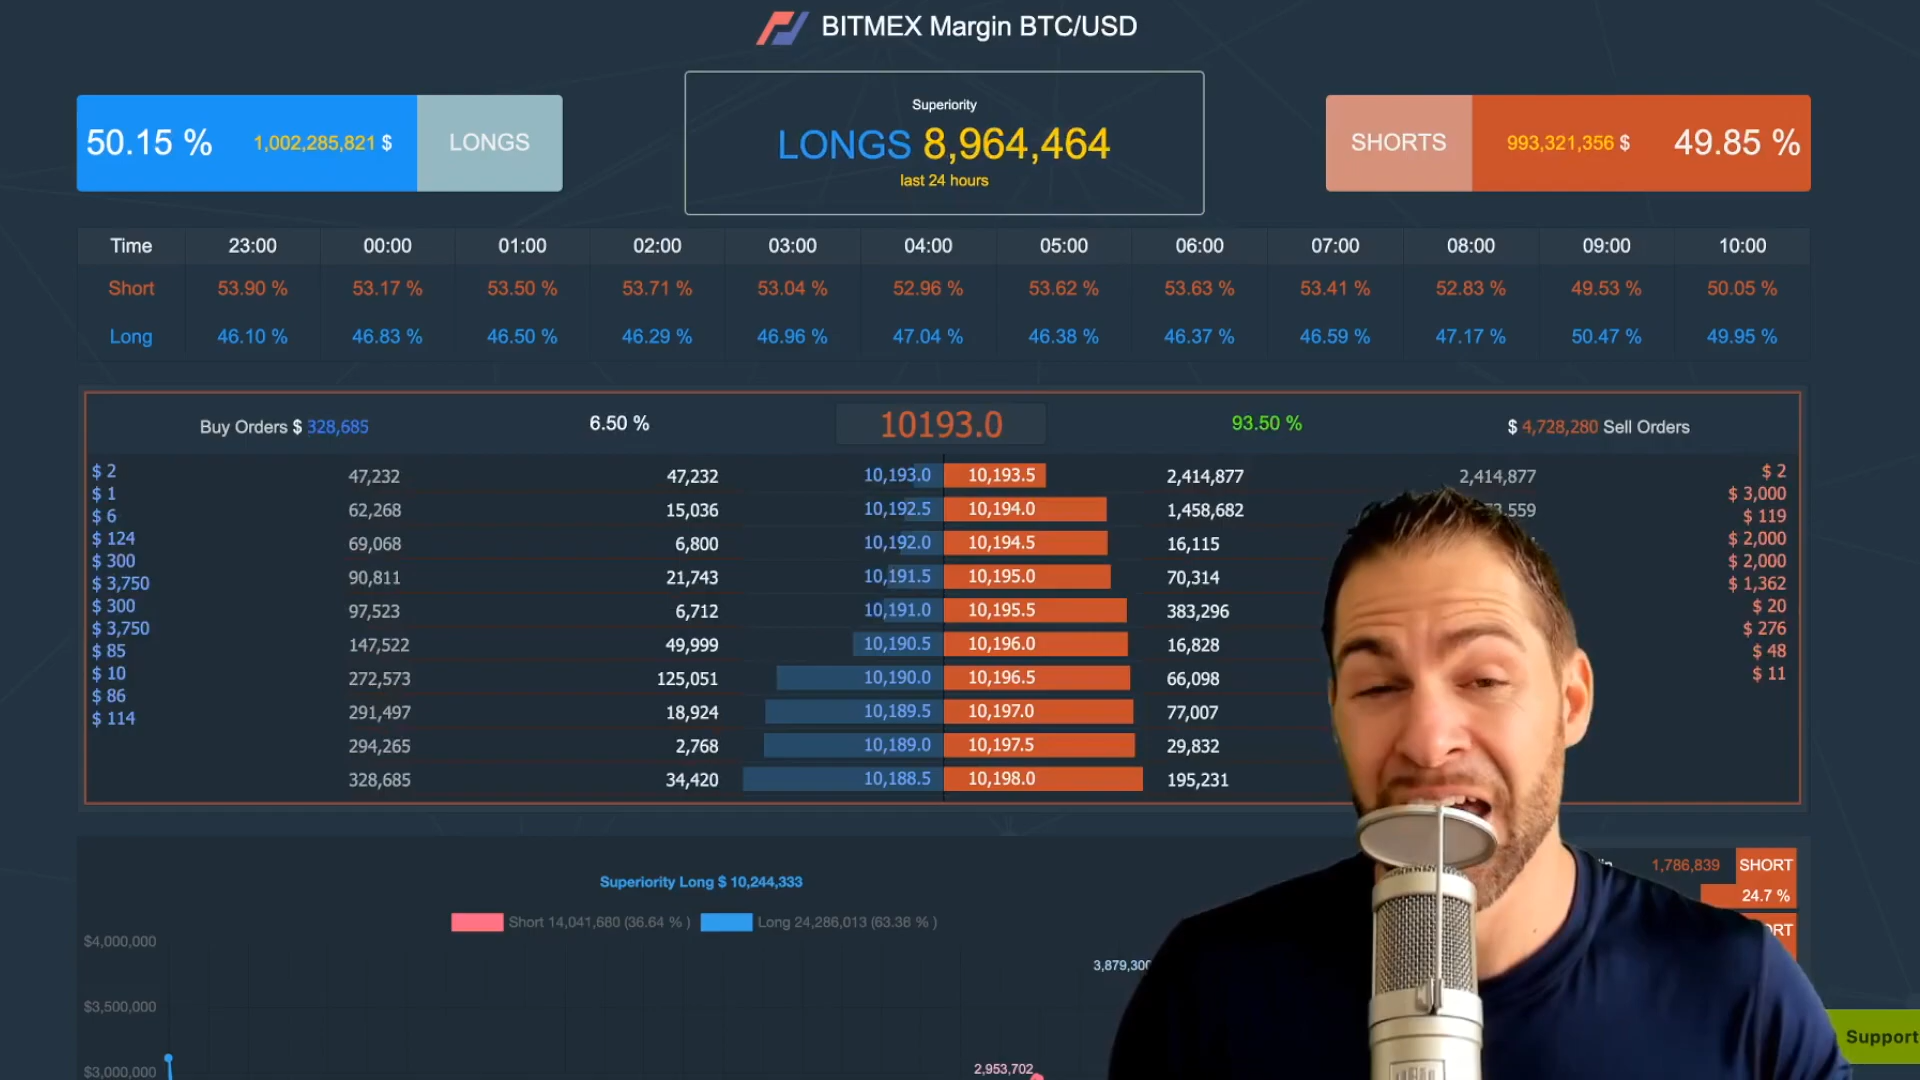 BITMEX Margin BTC/USD
50.15 % 1,002,285,821 $ LONGS
Superiority
LONGS 8,964,464
last 24 hours
SHORTS 993,321,356 $ 49.85 %
Time 23:00 00:00 01:00 02:00 03:00 04:00 05:00 06:00 07:00 08:00 09:00 10:00
Short 53.90 % 53.17 % 53.50 % 53.71 % 53.04 % 52.96 % 53.62 % 53.63 % 53.41 % 52.83 % 49.53 % 50.05 %
Long 46.10 % 46.83 % 46.50 % 46.29 % 46.96 % 47.04 % 46.38 % 46.37 % 46.59 % 47.17 % 50.47 % 49.95 %
Buy Orders $ 328,685 6.50 % 10193.0 93.50 % $ 4,728,280 Sell Orders
$ 2 47,232 47,232 10,193.0 10,193.5 2,414,877 2,414,877 $ 2
$ 1 $ 3,000
$ 6 62,268 15,036 10,192.5 10,194.0 1,458,682 3,559 $ 119
$ 124 69,068 6,800 10,192.0 10,194.5 16,115 $ 2,000
$ 300 $ 2,000
$ 3,750 90,811 21,743 10,191.5 10,195.0 70,314 $ 1,362
$ 300 97,523 6,712 10,191.0 10,195.5 383,296 $ 20
$ 3,750 $ 276
$ 85 147,522 49,999 10,190.5 10,196.0 16,828 $ 48
$ 10 272,573 125,051 10,190.0 10,196.5 66,098 $ 11
$ 86
$ 114 291,497 18,924 10,189.5 10,197.0 77,007
294,265 2,768 10,189.0 10,197.5 29,832
328,685 34,420 10,188.5 10,198.0 195,231
Superiority Long $ 10,244,333
1,786,839 SHORT
24.7 %
Short 14,041,680 (36.64 % ) Long 24,286,013 (63.36 % )
ORT
$4,000,000
3,879,300
$3,500,000
Support
$3,000,000
2,953,702